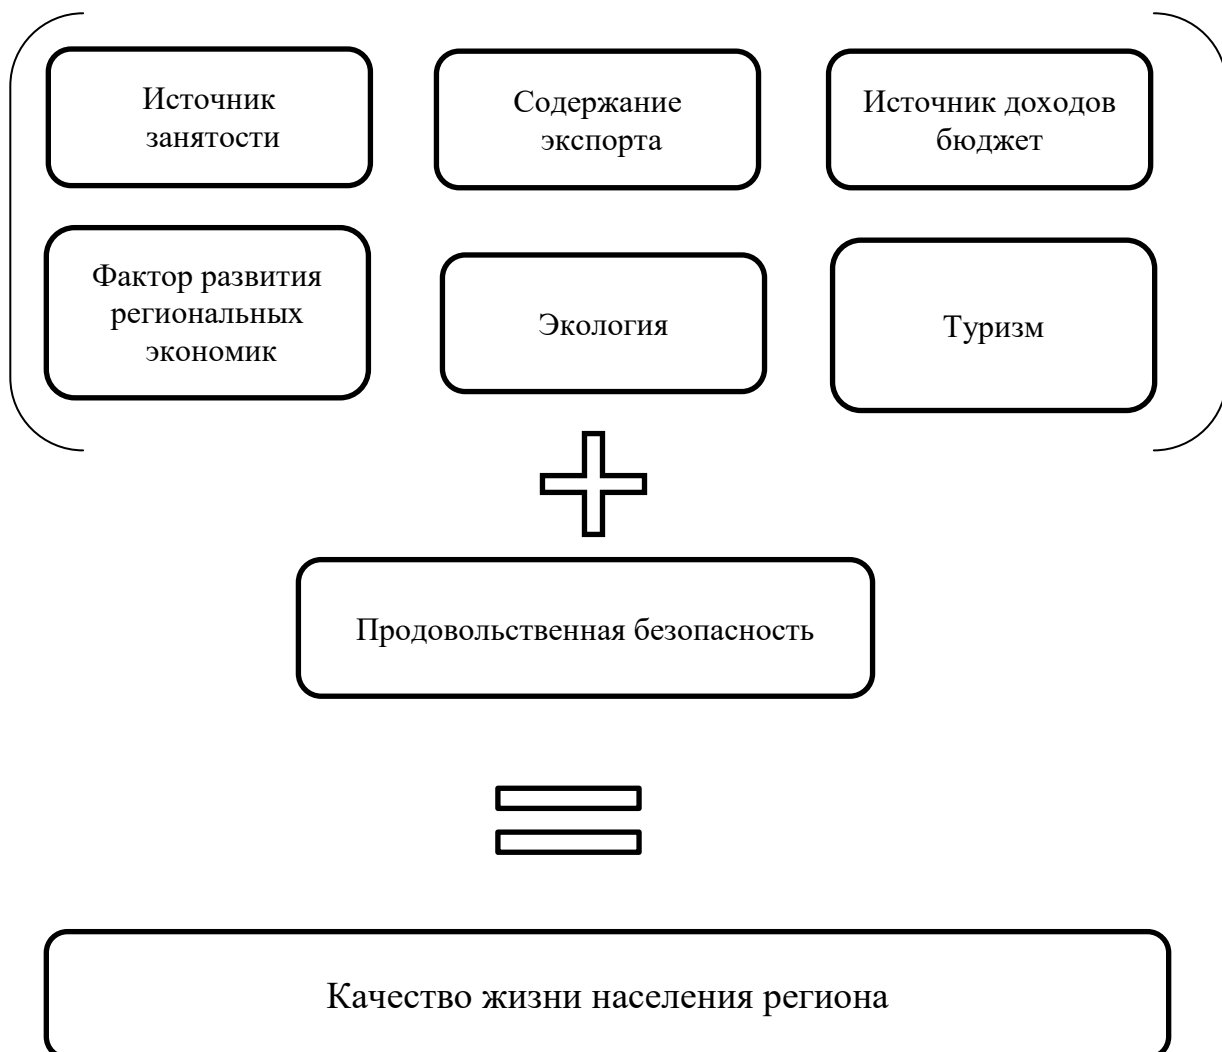 Источник
занятости
Содержание
экспорта
Источник доходов
бюджет
Фактор развития
региональных
экономик
Экология
Туризм
Продовольственная безопасность
Качество жизни населения региона